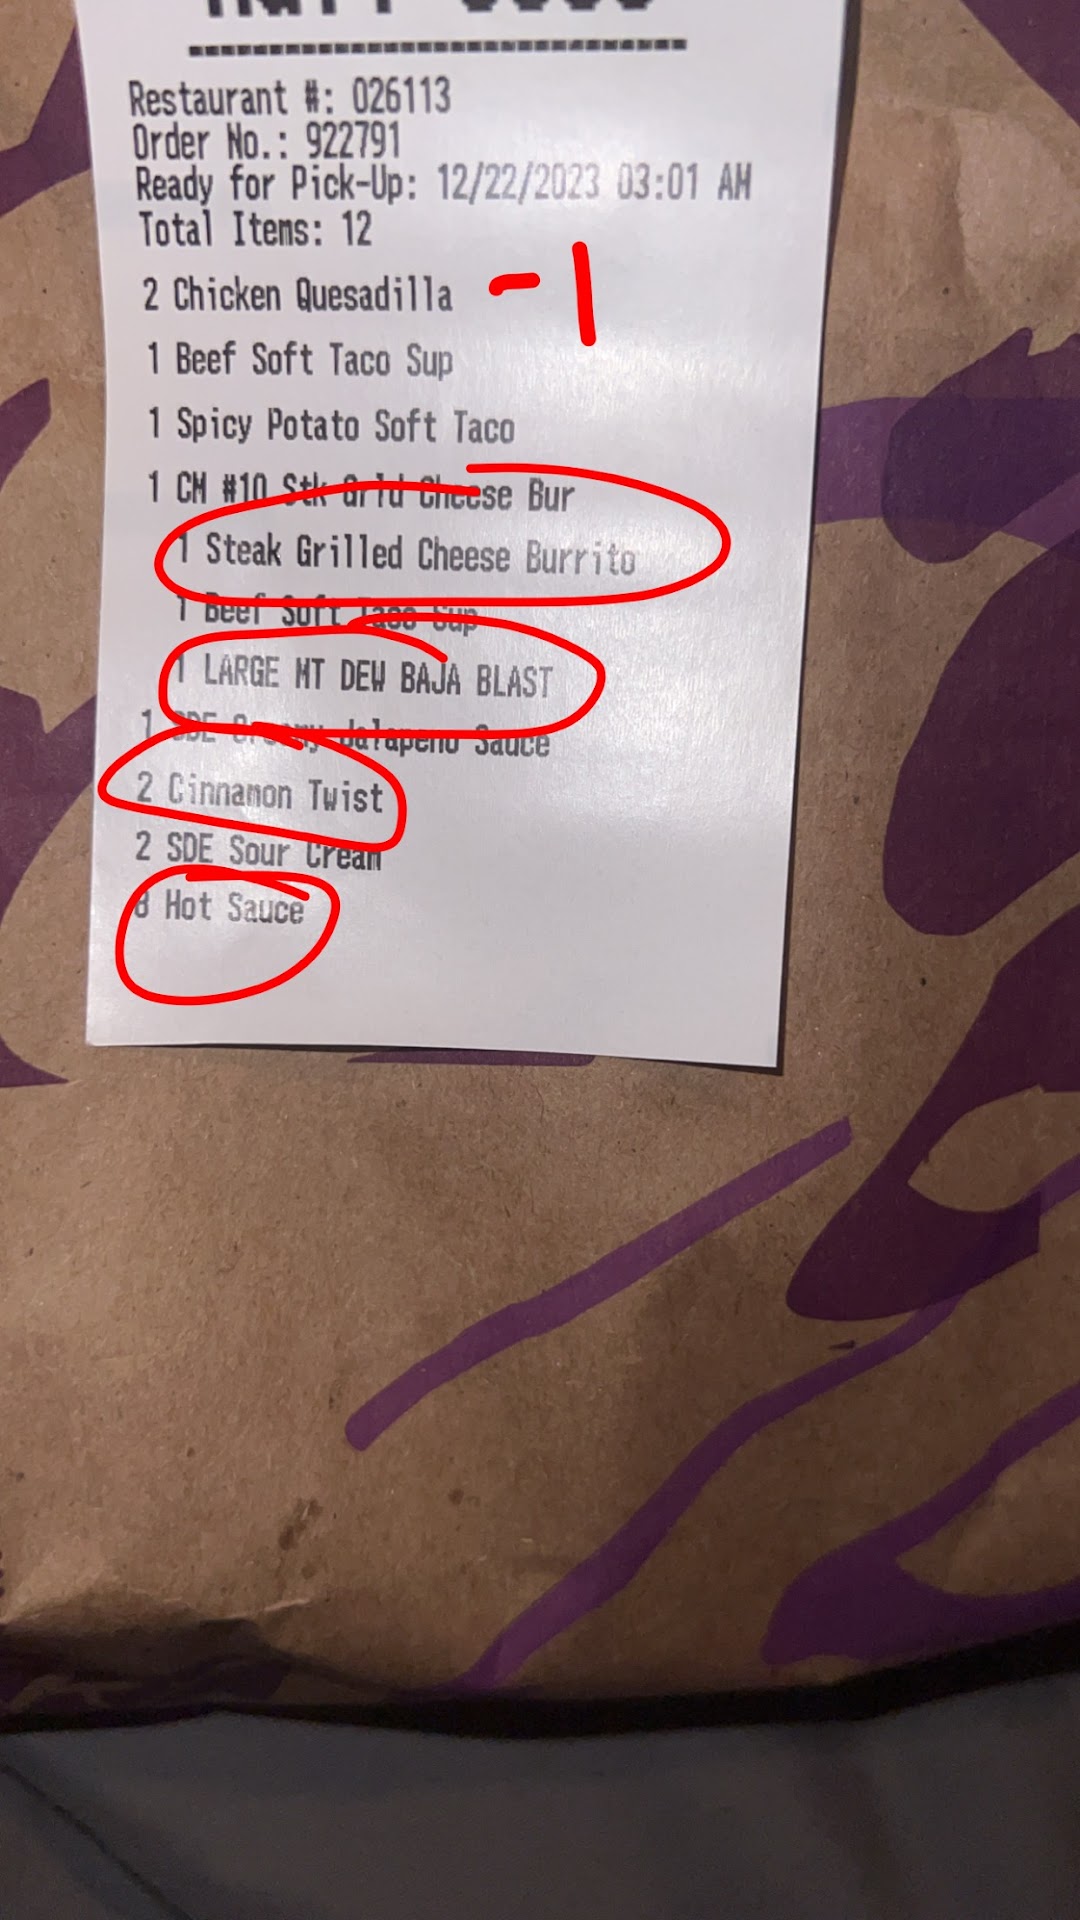 Restaurant #: 026113
Order No.: 922791
Ready for Pick-Up: 12/22/2023 03:01 AM
Total Items: 12
2 Chicken Quesadilla - 1
1 Beef Soft Taco Sup
1 Spicy Potato Soft Taco
1 CM #10 Stk Grld Cheese Bur
1 Steak Grilled Cheese Burrito
1 Beef Soft Taco Sup
1 LARGE MT DEW BAJA BLAST
1 SDE Creamy Jalapeno Sauce
2 Cinnamon Twist
2 SDE Sour Cream
8 Hot Sauce